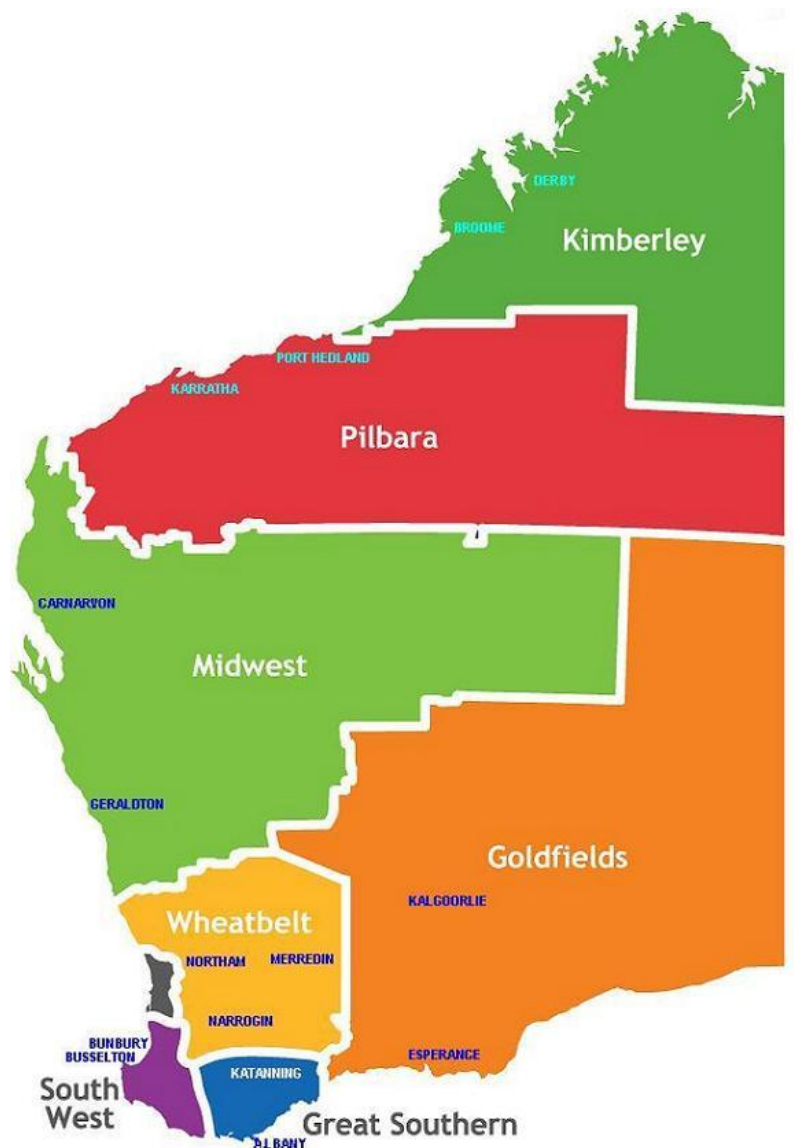 DERBY
BROOME
Kimberley
PORT HEDLAND
KARRATHA
Pilbara
CARNARVON
Midwest
GERALDTON
Goldfields
KALGOORLIE
Wheatbelt
NORTHAM
MERREDIN
NARROGIN
BUNBURY
BUSSELTON
ESPERANCE
KATANNING
South
West
Great Southern
ALBANY